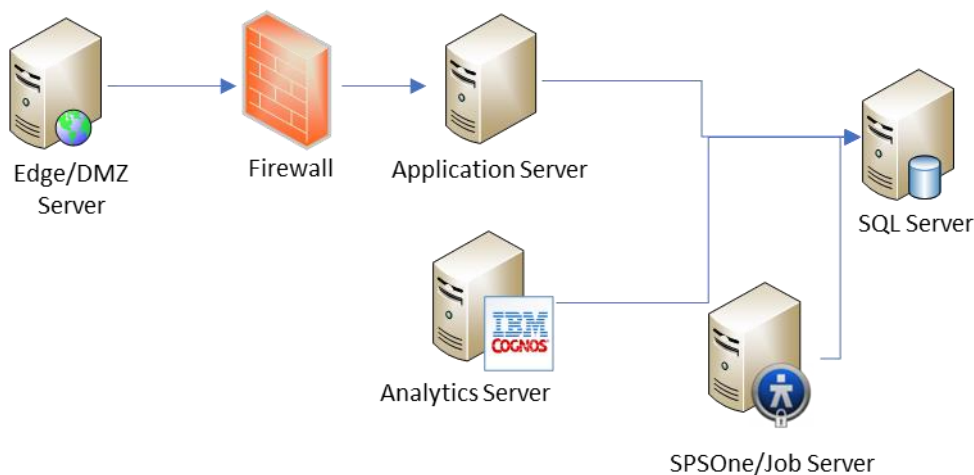 Edge/DMZ
Server
Firewall
Application Server
SQL Server
IBM
COGNOS
Analytics Server
SPSOne/Job Server